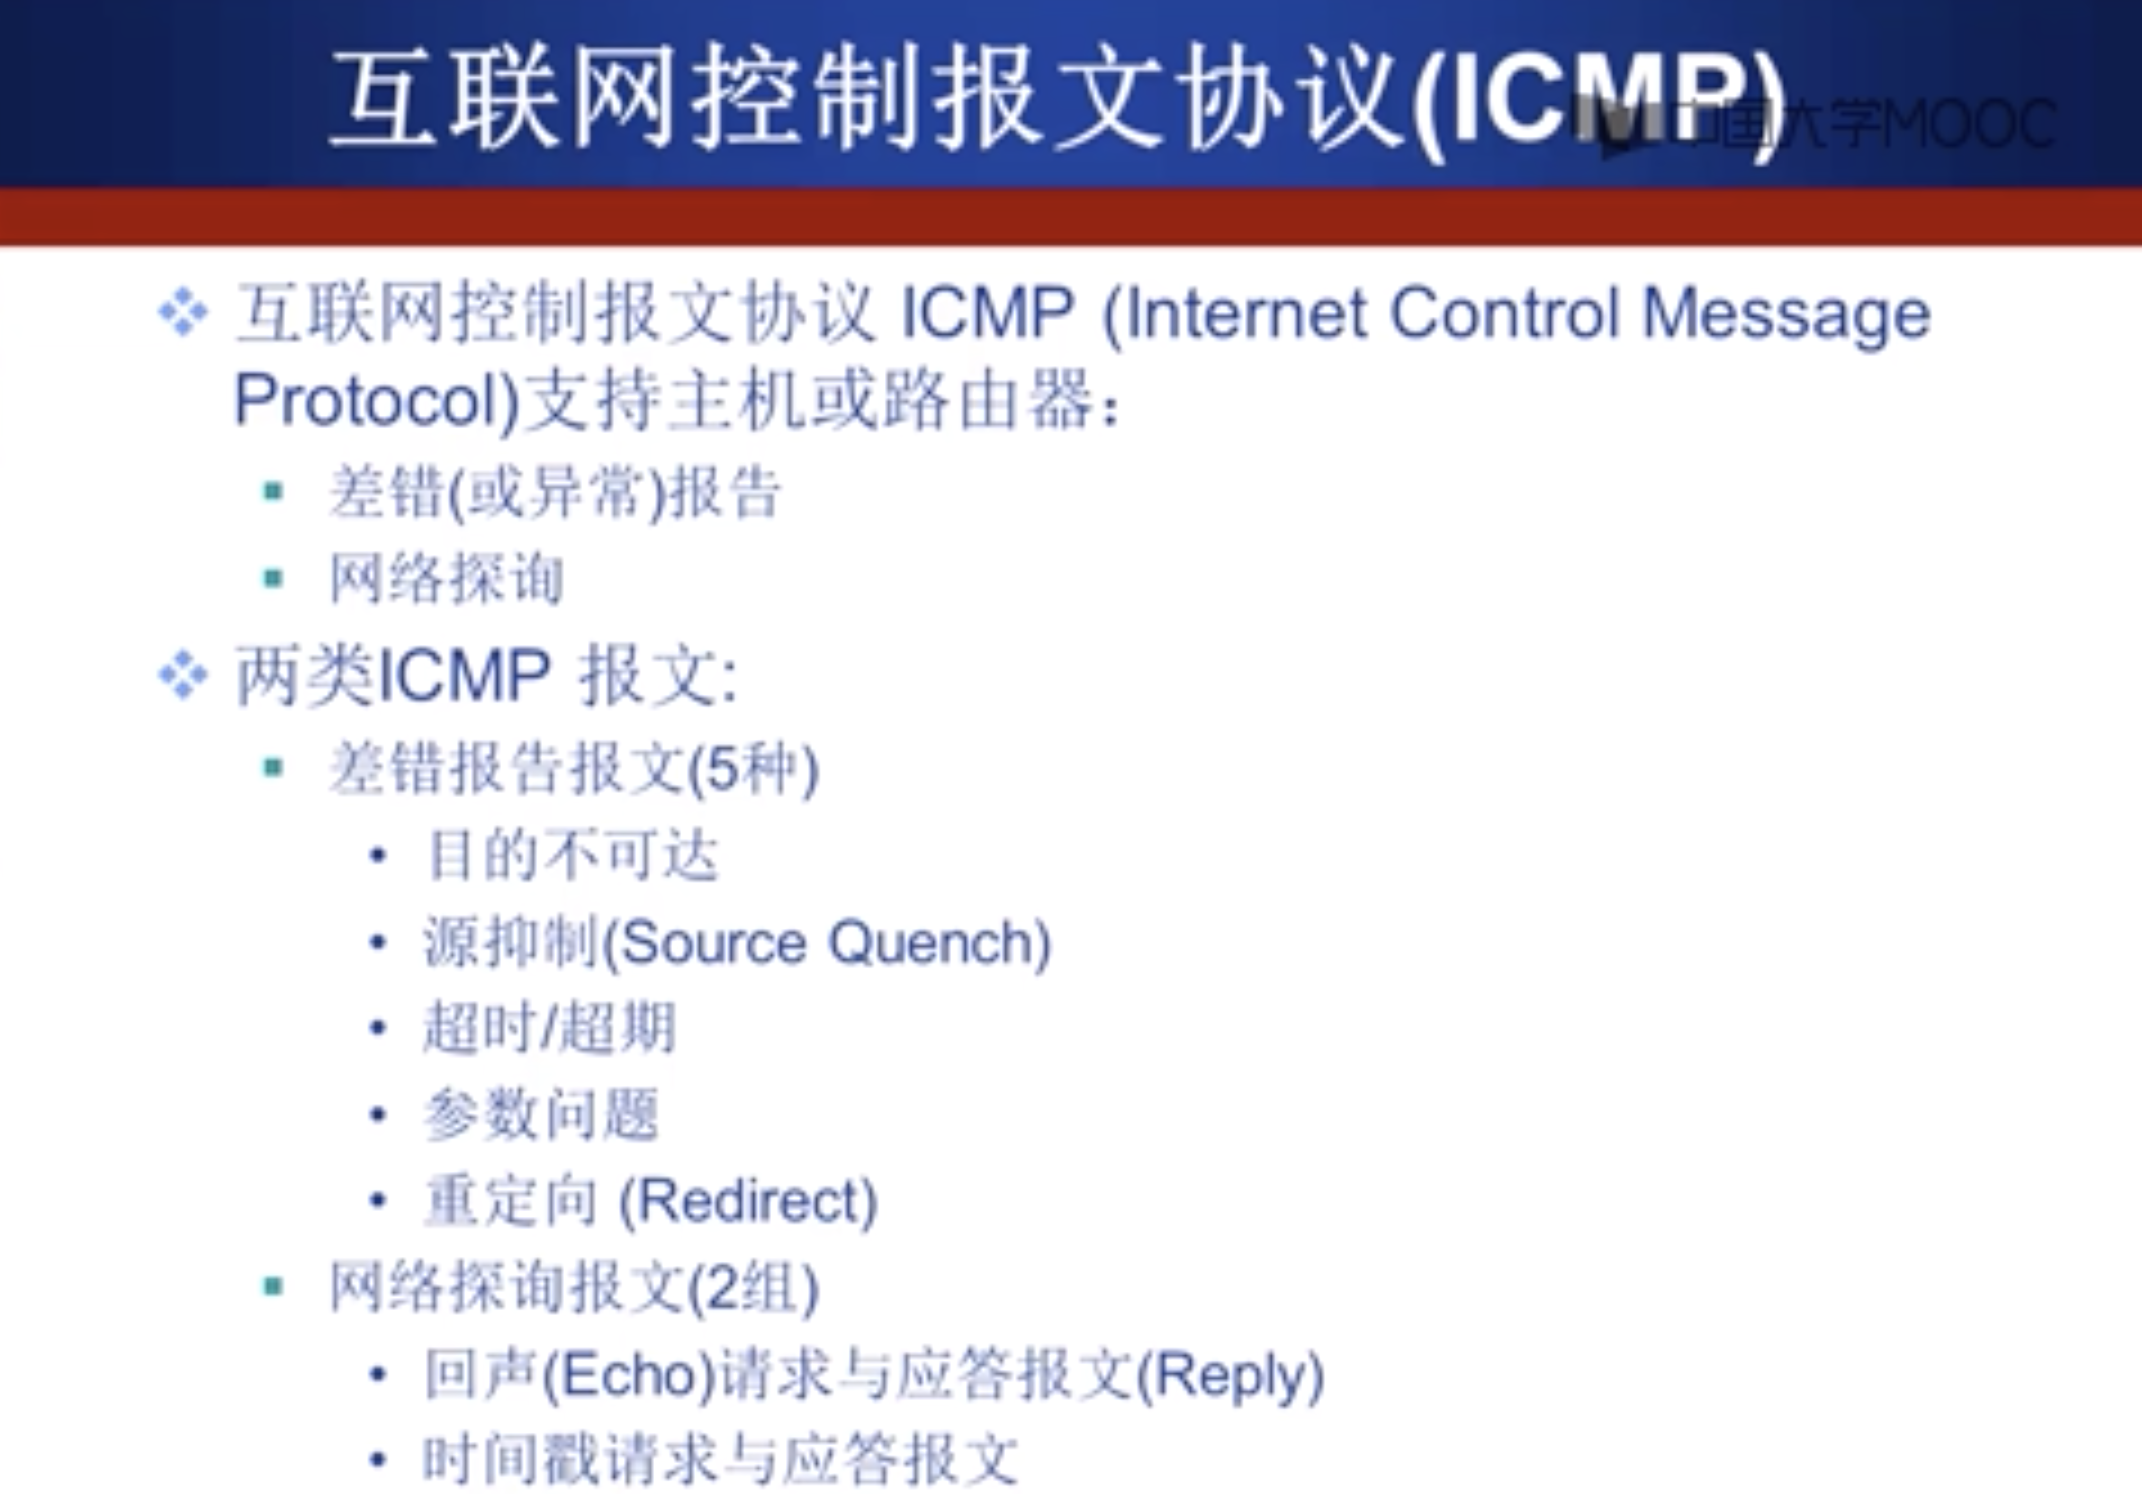 互联网控制报文协议(ICMP)
中国大学MOOC
互联网控制报文协议 ICMP (Internet Control Message
Protocol)支持主机或路由器：
差错(或异常)报告
网络探询
两类ICMP 报文:
差错报告报文(5种)
目的不可达
源抑制(Source Quench)
超时/超期
参数问题
重定向 (Redirect)
网络探询报文(2组)
回声(Echo)请求与应答报文(Reply)
时间戳请求与应答报文